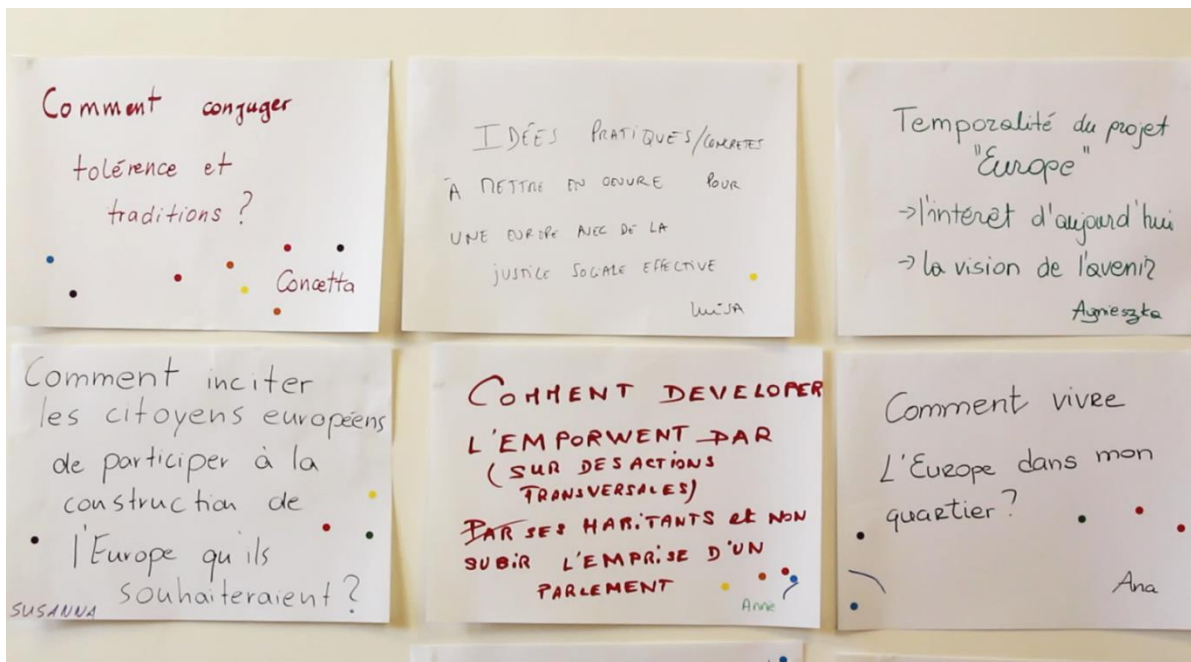 Comment conjuger
tolérence et
traditions ?
Concetta
IDÉES PRATIQUES/CONCRETES
À METTRE EN OEUVRE POUR
UNE EUROPE AVEC DE LA
JUSTICE SOCIALE EFFECTIVE
LUISA
Temporalité du projet
"Europe"
→ l'intérêt d'aujourd'hui
→ la vision de l'avenir
Agnieszka
Comment inciter
les citoyens européens
de participer à la
construction de
l'Europe qu'ils
souhaiteraient ?
SUSANNA
COMMENT DEVELOPER
L'EMPORWENT PAR
(SUR DES ACTIONS
TRANSVERSALES)
PAR SES HABITANTS et NON
SUBIR L'EMPRISE D'UN
PARLEMENT
Annie
Comment vivre
L'Europe dans mon
quartier ?
Ana